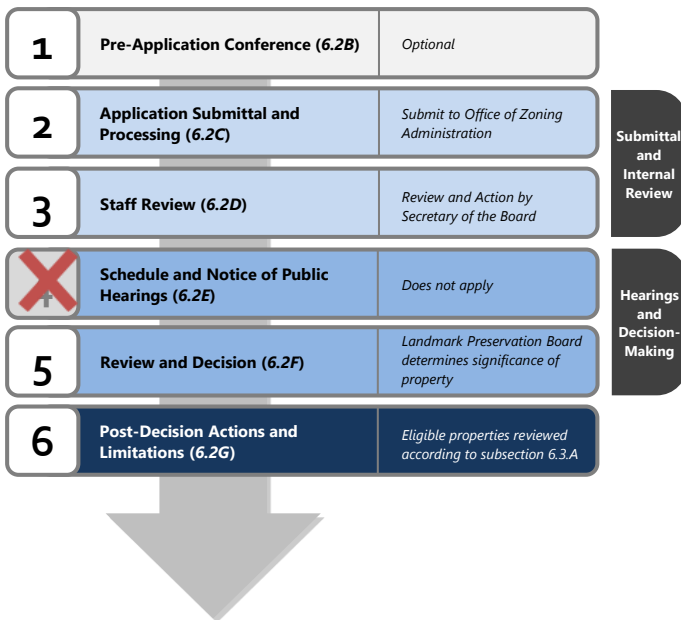 1
Pre-Application Conference (6.2B)
Optional
2
Application Submittal and
Processing (6.2C)
Submit to Office of Zoning
Administration
3
Staff Review (6.2D)
Review and Action by
Secretary of the Board
Submittal
and
Internal
Review
Schedule and Notice of Public
Hearings (6.2E)
Does not apply
5
Review and Decision (6.2F)
Landmark Preservation Board
determines significance of
property
Hearings
and
Decision-
Making
6
Post-Decision Actions and
Limitations (6.2G)
Eligible properties reviewed
according to subsection 6.3.A